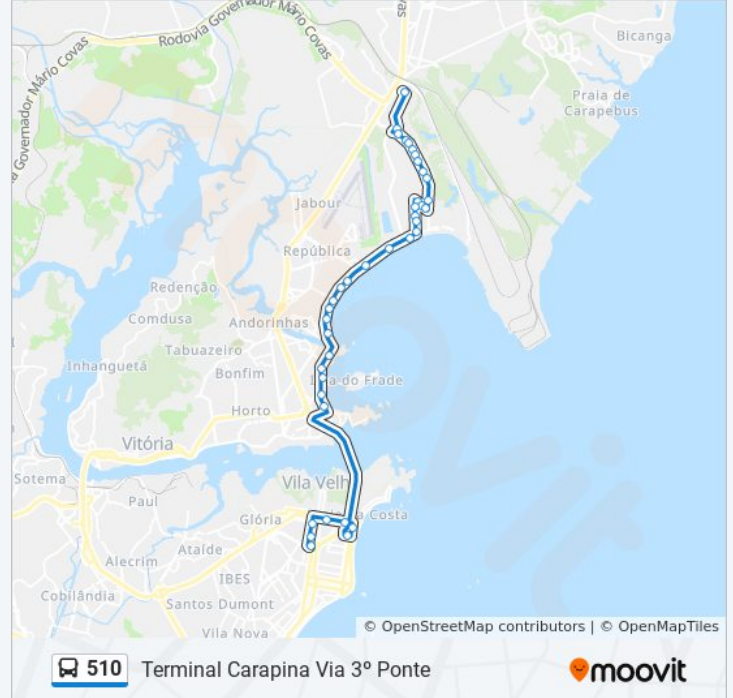 Rodovia Governador Mário Covas
ovas
Bicanga
a Governador Mário Covas
Praia de
Carapebus
Jabour
República
Redenção
Comdusa
Andorinhas
Tabuazeiro
Inhanguetá
Bonfim
do Frade
Horto
Vitória
Sotema
Vila Velh
Paul
Glória
a Costa
Ataíde
Alecrim
IBES
Cobilândia
Santos Dumont
Vila Nova
© OpenStreetMap contributors | © OpenMapTiles
510 Terminal Carapina Via 3º Ponte
moovit